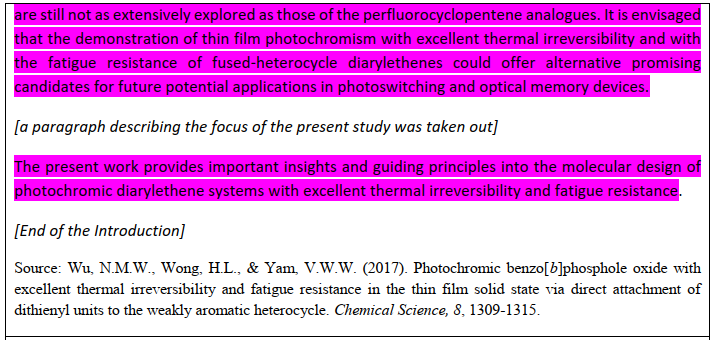 are still not as extensively explored as those of the perfluorocyclopentene analogues. It is envisaged
that the demonstration of thin film photochromism with excellent thermal irreversibility and with
the fatigue resistance of fused-heterocycle diarylethenes could offer alternative promising
candidates for future potential applications in photoswitching and optical memory devices.
[a paragraph describing the focus of the present study was taken out]
The present work provides important insights and guiding principles into the molecular design of
photochromic diarylethene systems with excellent thermal irreversibility and fatigue resistance.
[End of the Introduction]
Source: Wu, N.M.W., Wong, H.L., & Yam, V.W.W. (2017). Photochromic benzo[b]phosphole oxide with
excellent thermal irreversibility and fatigue resistance in the thin film solid state via direct attachment of
dithienyl units to the weakly aromatic heterocycle. Chemical Science, 8, 1309-1315.